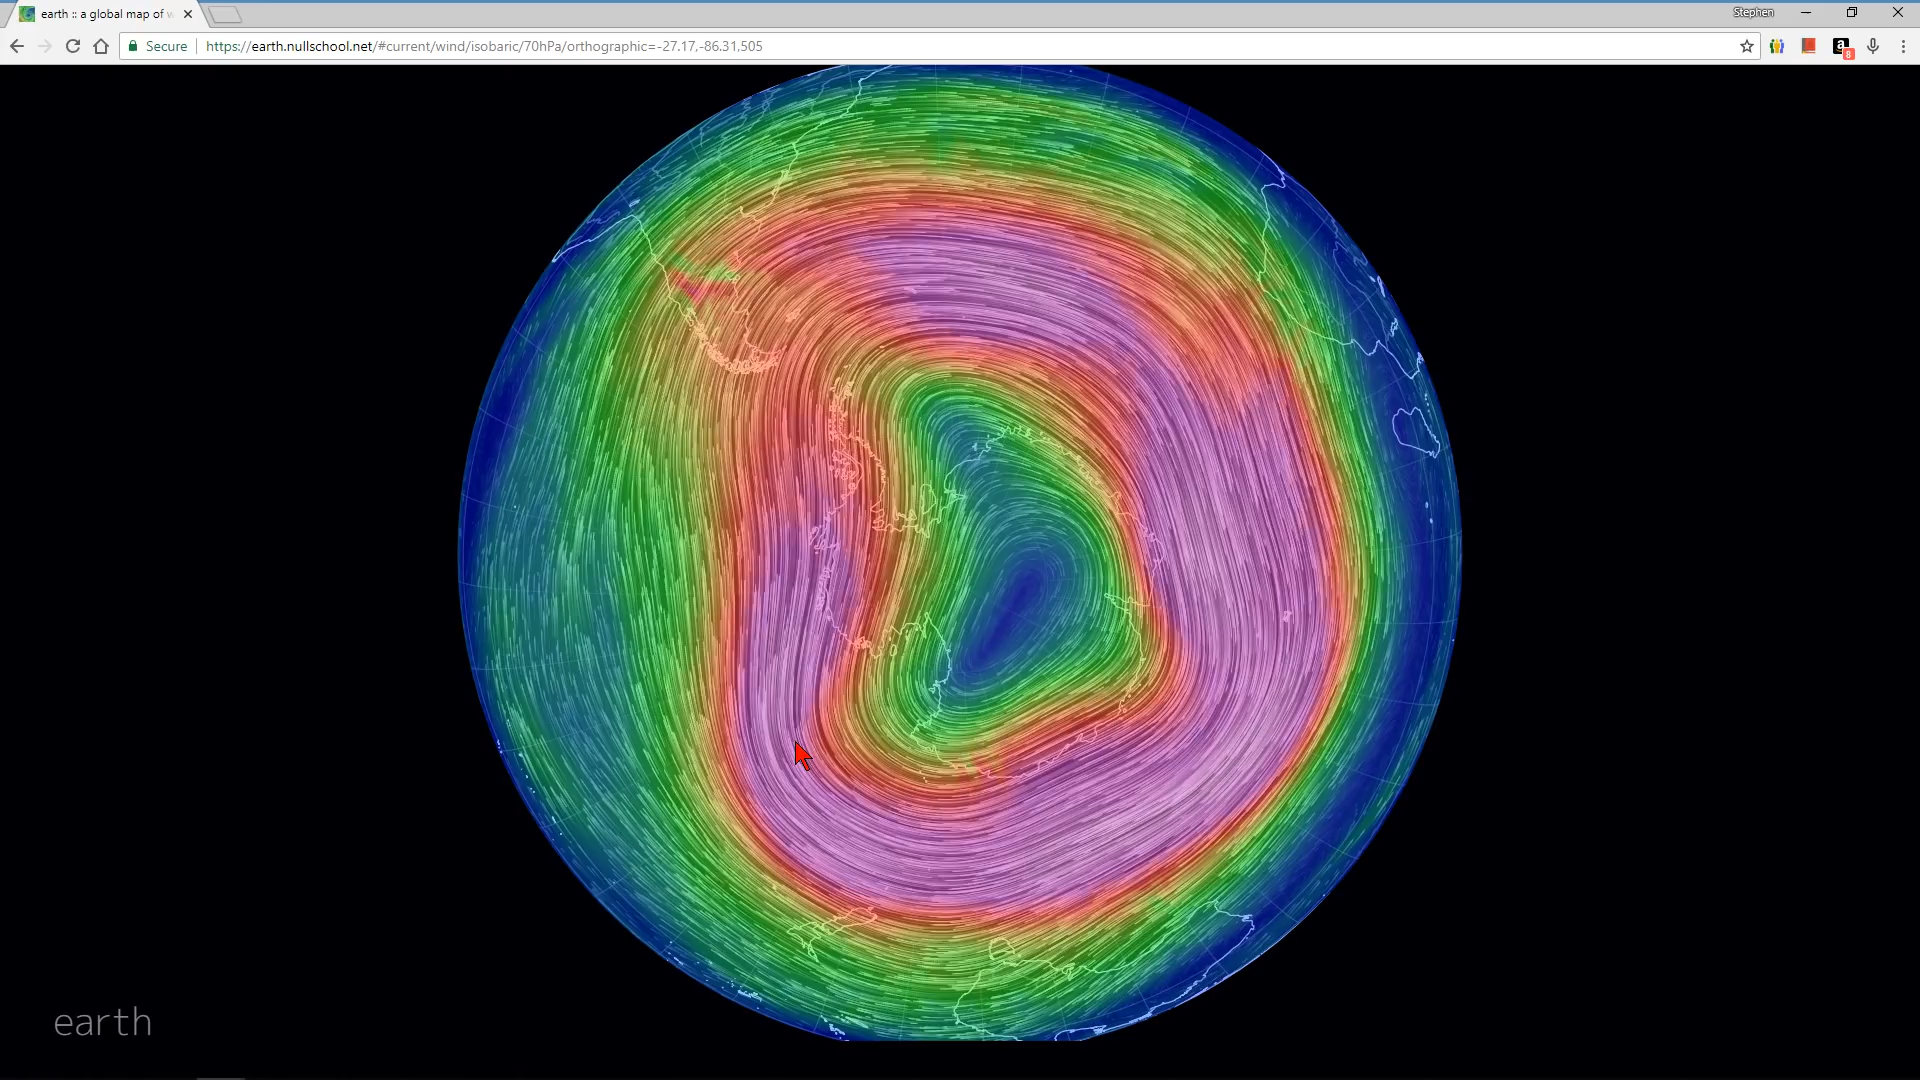 earth :: a global map of w
Stephen
Secure
https://earth.nullschool.net/#current/wind/isobaric/70hPa/orthographic=-27.17,-86.31,505
a
8
earth